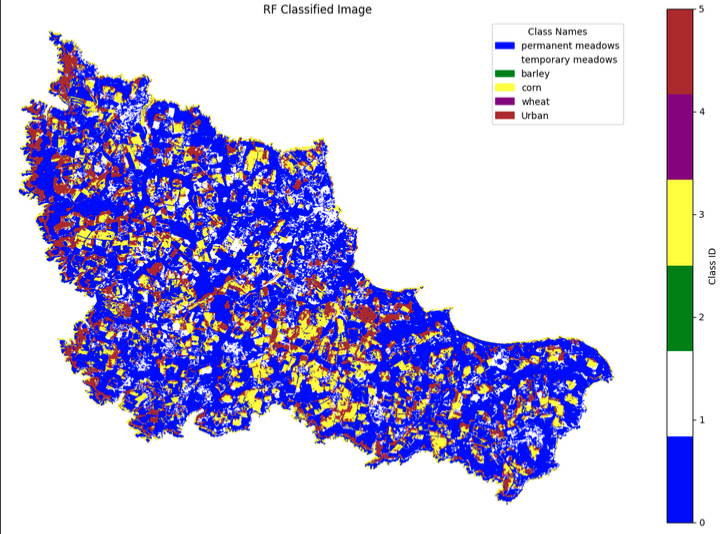 RF Classified Image
Class Names
permanent meadows
temporary meadows
barley
corn
wheat
Urban
5
4
3
2
1
0
Class ID